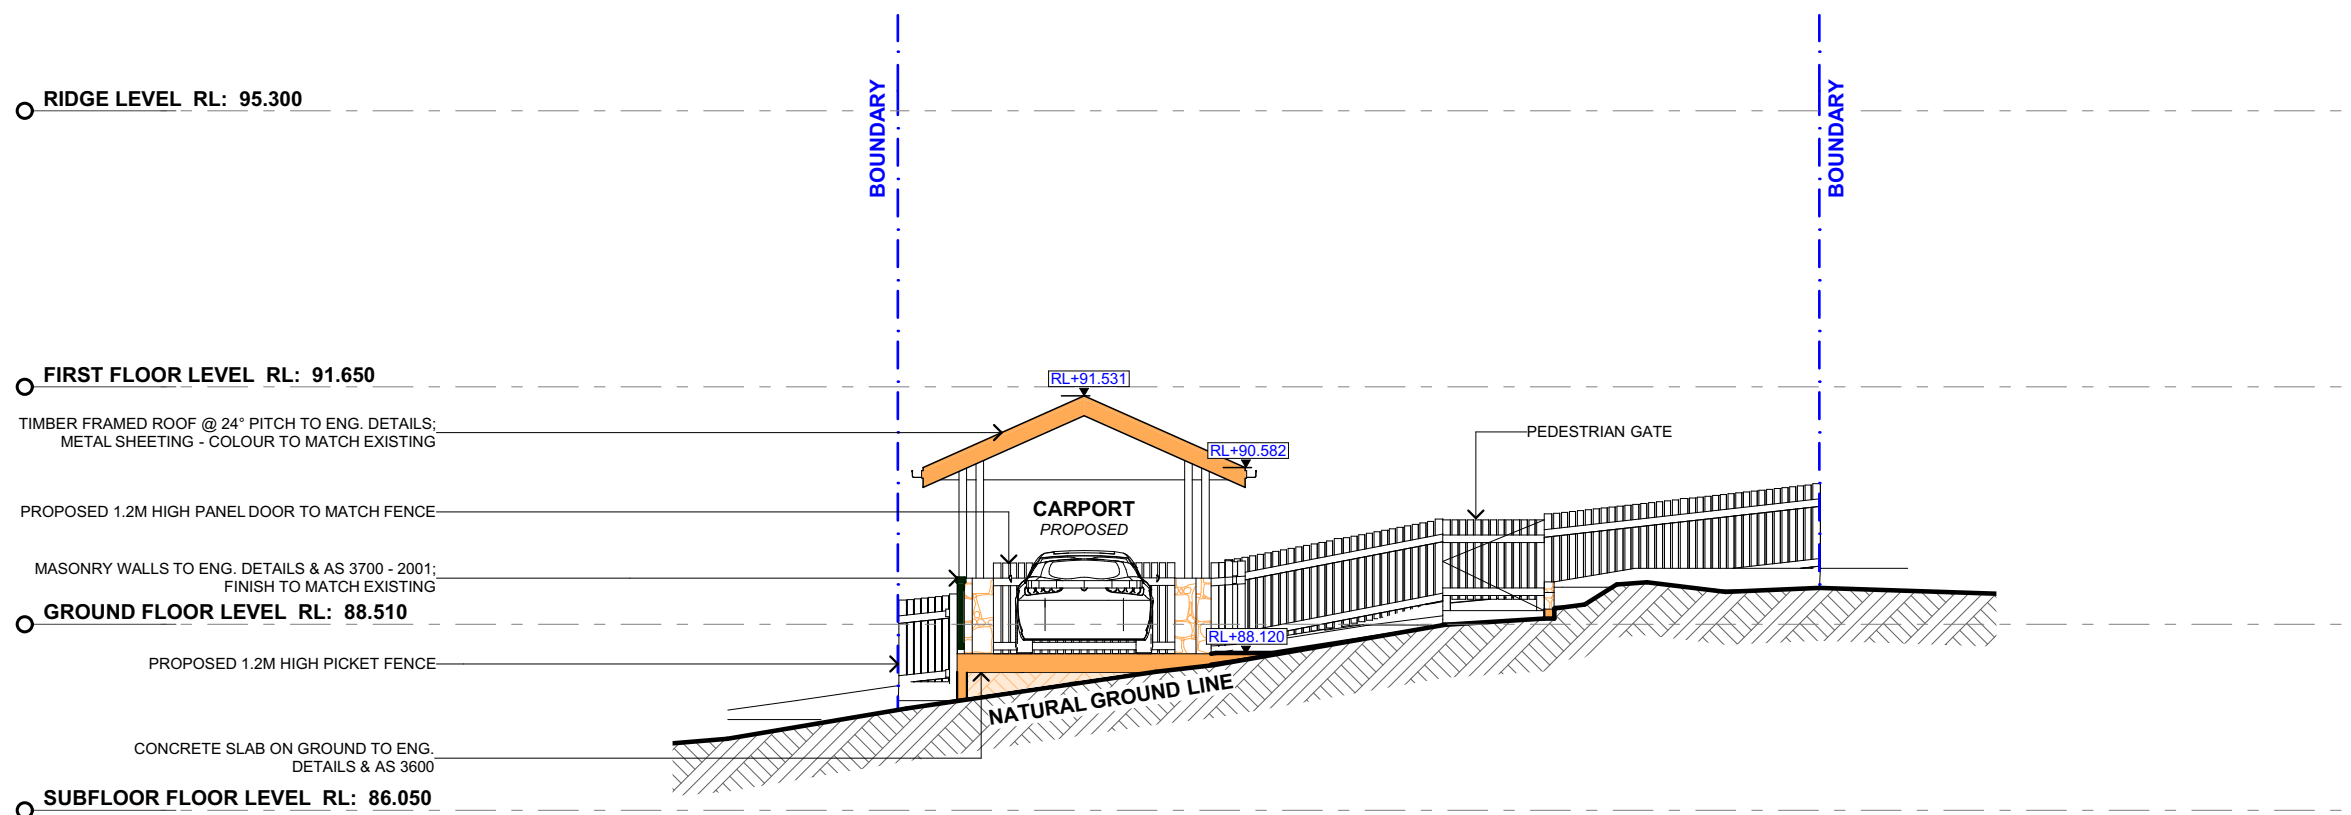 BOUNDARY
BOUNDARY
RIDGE LEVEL  RL:  95.300
FIRST FLOOR LEVEL  RL:  91.650
RL+91.531
TIMBER FRAMED ROOF @ 24° PITCH TO ENG. DETAILS;
METAL SHEETING - COLOUR TO MATCH EXISTING
PEDESTRIAN GATE
RL+90.582
PROPOSED 1.2M HIGH PANEL DOOR TO MATCH FENCE
CARPORT
PROPOSED
MASONRY WALLS TO ENG. DETAILS & AS 3700 - 2001;
FINISH TO MATCH EXISTING
GROUND FLOOR LEVEL  RL:  88.510
RL+88.120
PROPOSED 1.2M HIGH PICKET FENCE
NATURAL GROUND LINE
CONCRETE SLAB ON GROUND TO ENG.
DETAILS & AS 3600
SUBFLOOR FLOOR LEVEL  RL:  86.050